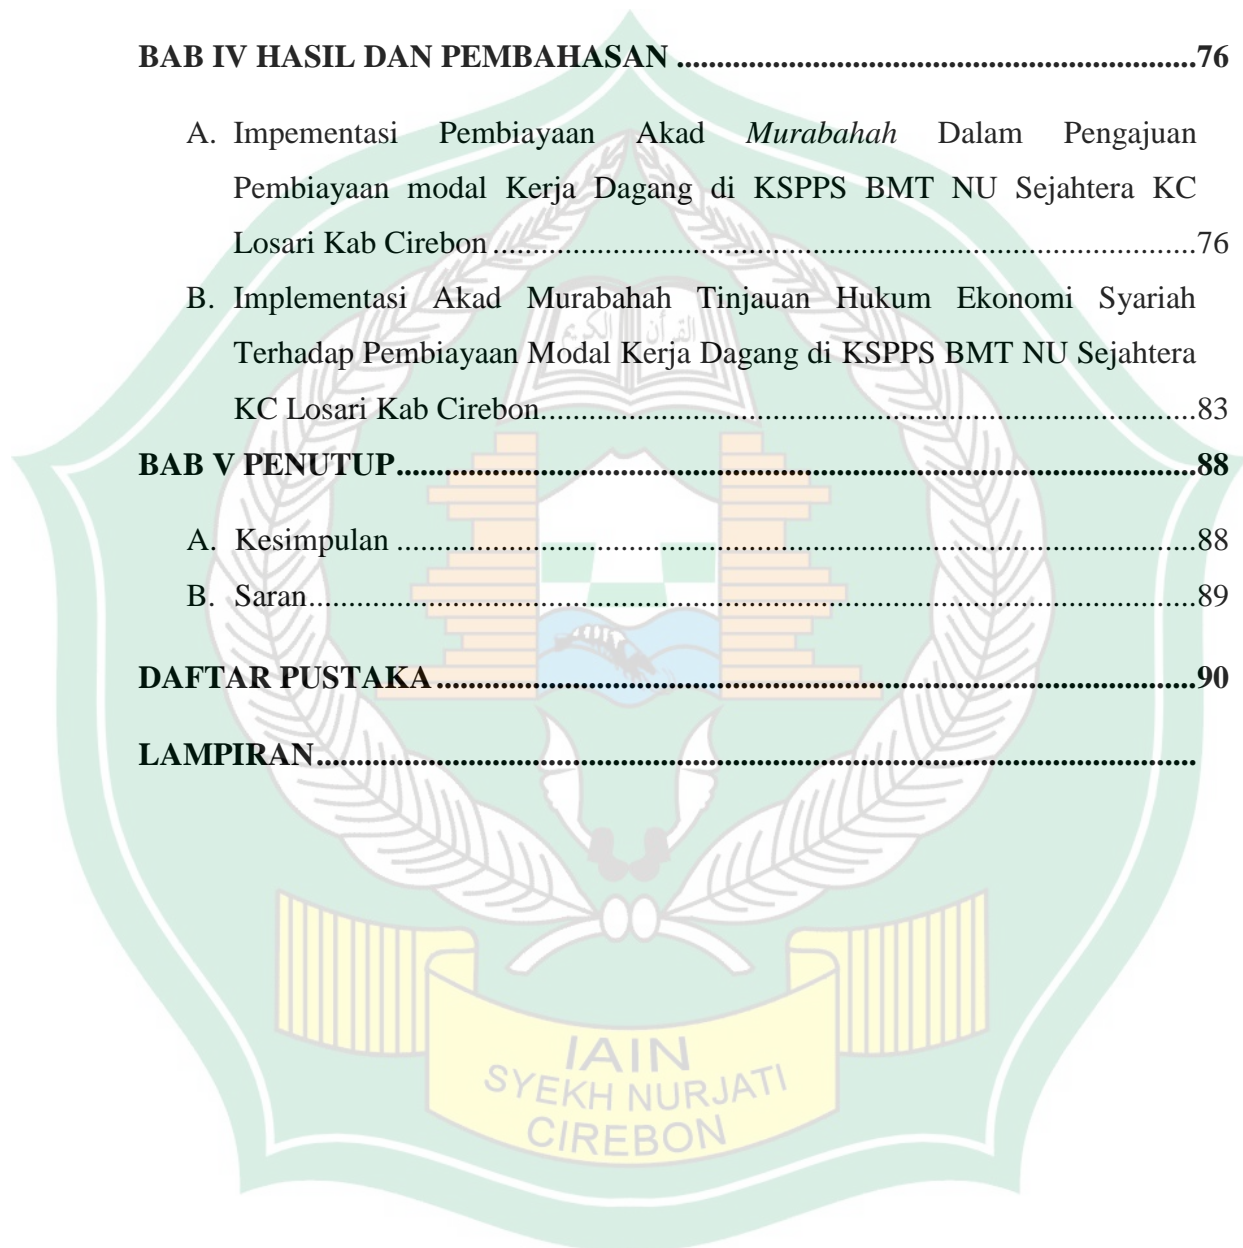 BAB IV HASIL DAN PEMBAHASAN ..................................................................76
A. Impementasi Pembiayaan Akad Murabahah Dalam Pengajuan
Pembiayaan modal Kerja Dagang di KSPPS BMT NU Sejahtera KC
Losari Kab Cirebon ..........................................................................................76
B. Implementasi Akad Murabahah Tinjauan Hukum Ekonomi Syariah
Terhadap Pembiayaan Modal Kerja Dagang di KSPPS BMT NU Sejahtera
KC Losari Kab Cirebon....................................................................................83
BAB V PENUTUP......................................................................................................88
A. Kesimpulan ......................................................................................................88
B. Saran.................................................................................................................89
DAFTAR PUSTAKA .................................................................................................90
LAMPIRAN................................................................................................................
القرآن الكريم
IAIN
SYEKH NURJATI
CIREBON